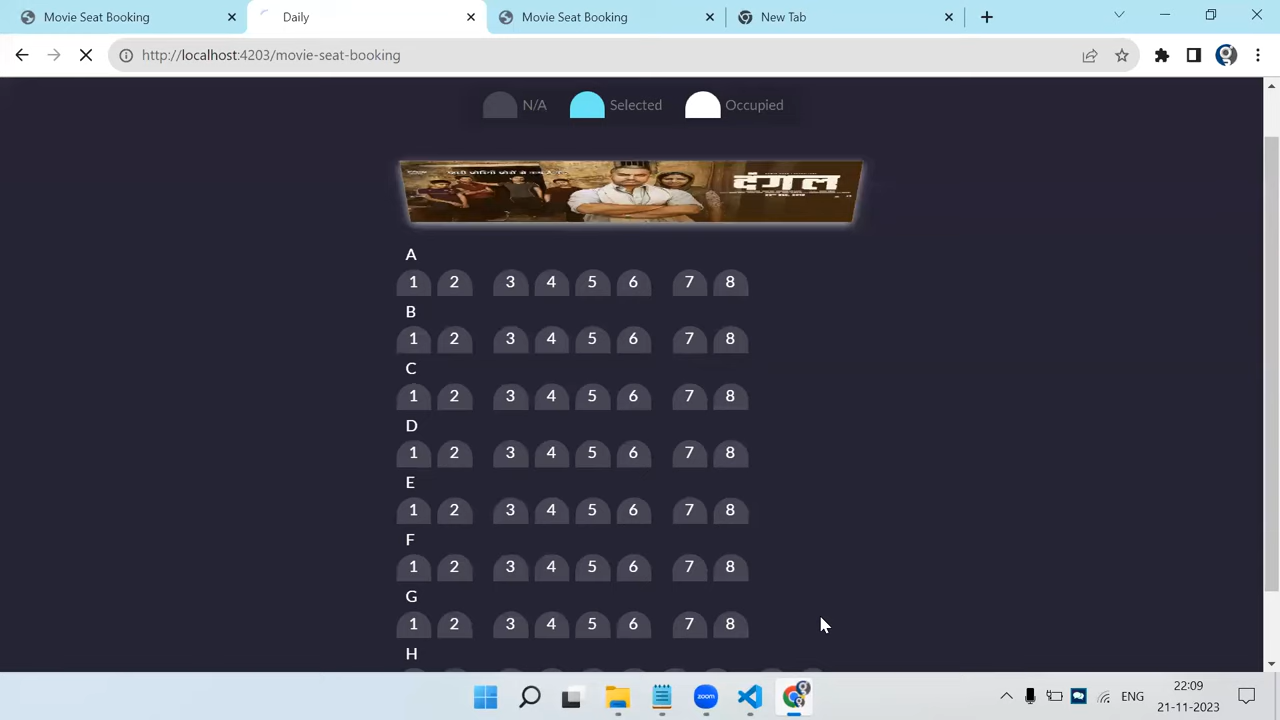 Movie Seat Booking
Daily
Movie Seat Booking
New Tab
http://localhost:4203/movie-seat-booking
N/A
Selected
Occupied
दंगल
A
1 2 3 4 5 6 7 8
B
1 2 3 4 5 6 7 8
C
1 2 3 4 5 6 7 8
D
1 2 3 4 5 6 7 8
E
1 2 3 4 5 6 7 8
F
1 2 3 4 5 6 7 8
G
1 2 3 4 5 6 7 8
H
zoom
ENG
22:09
21-11-2023